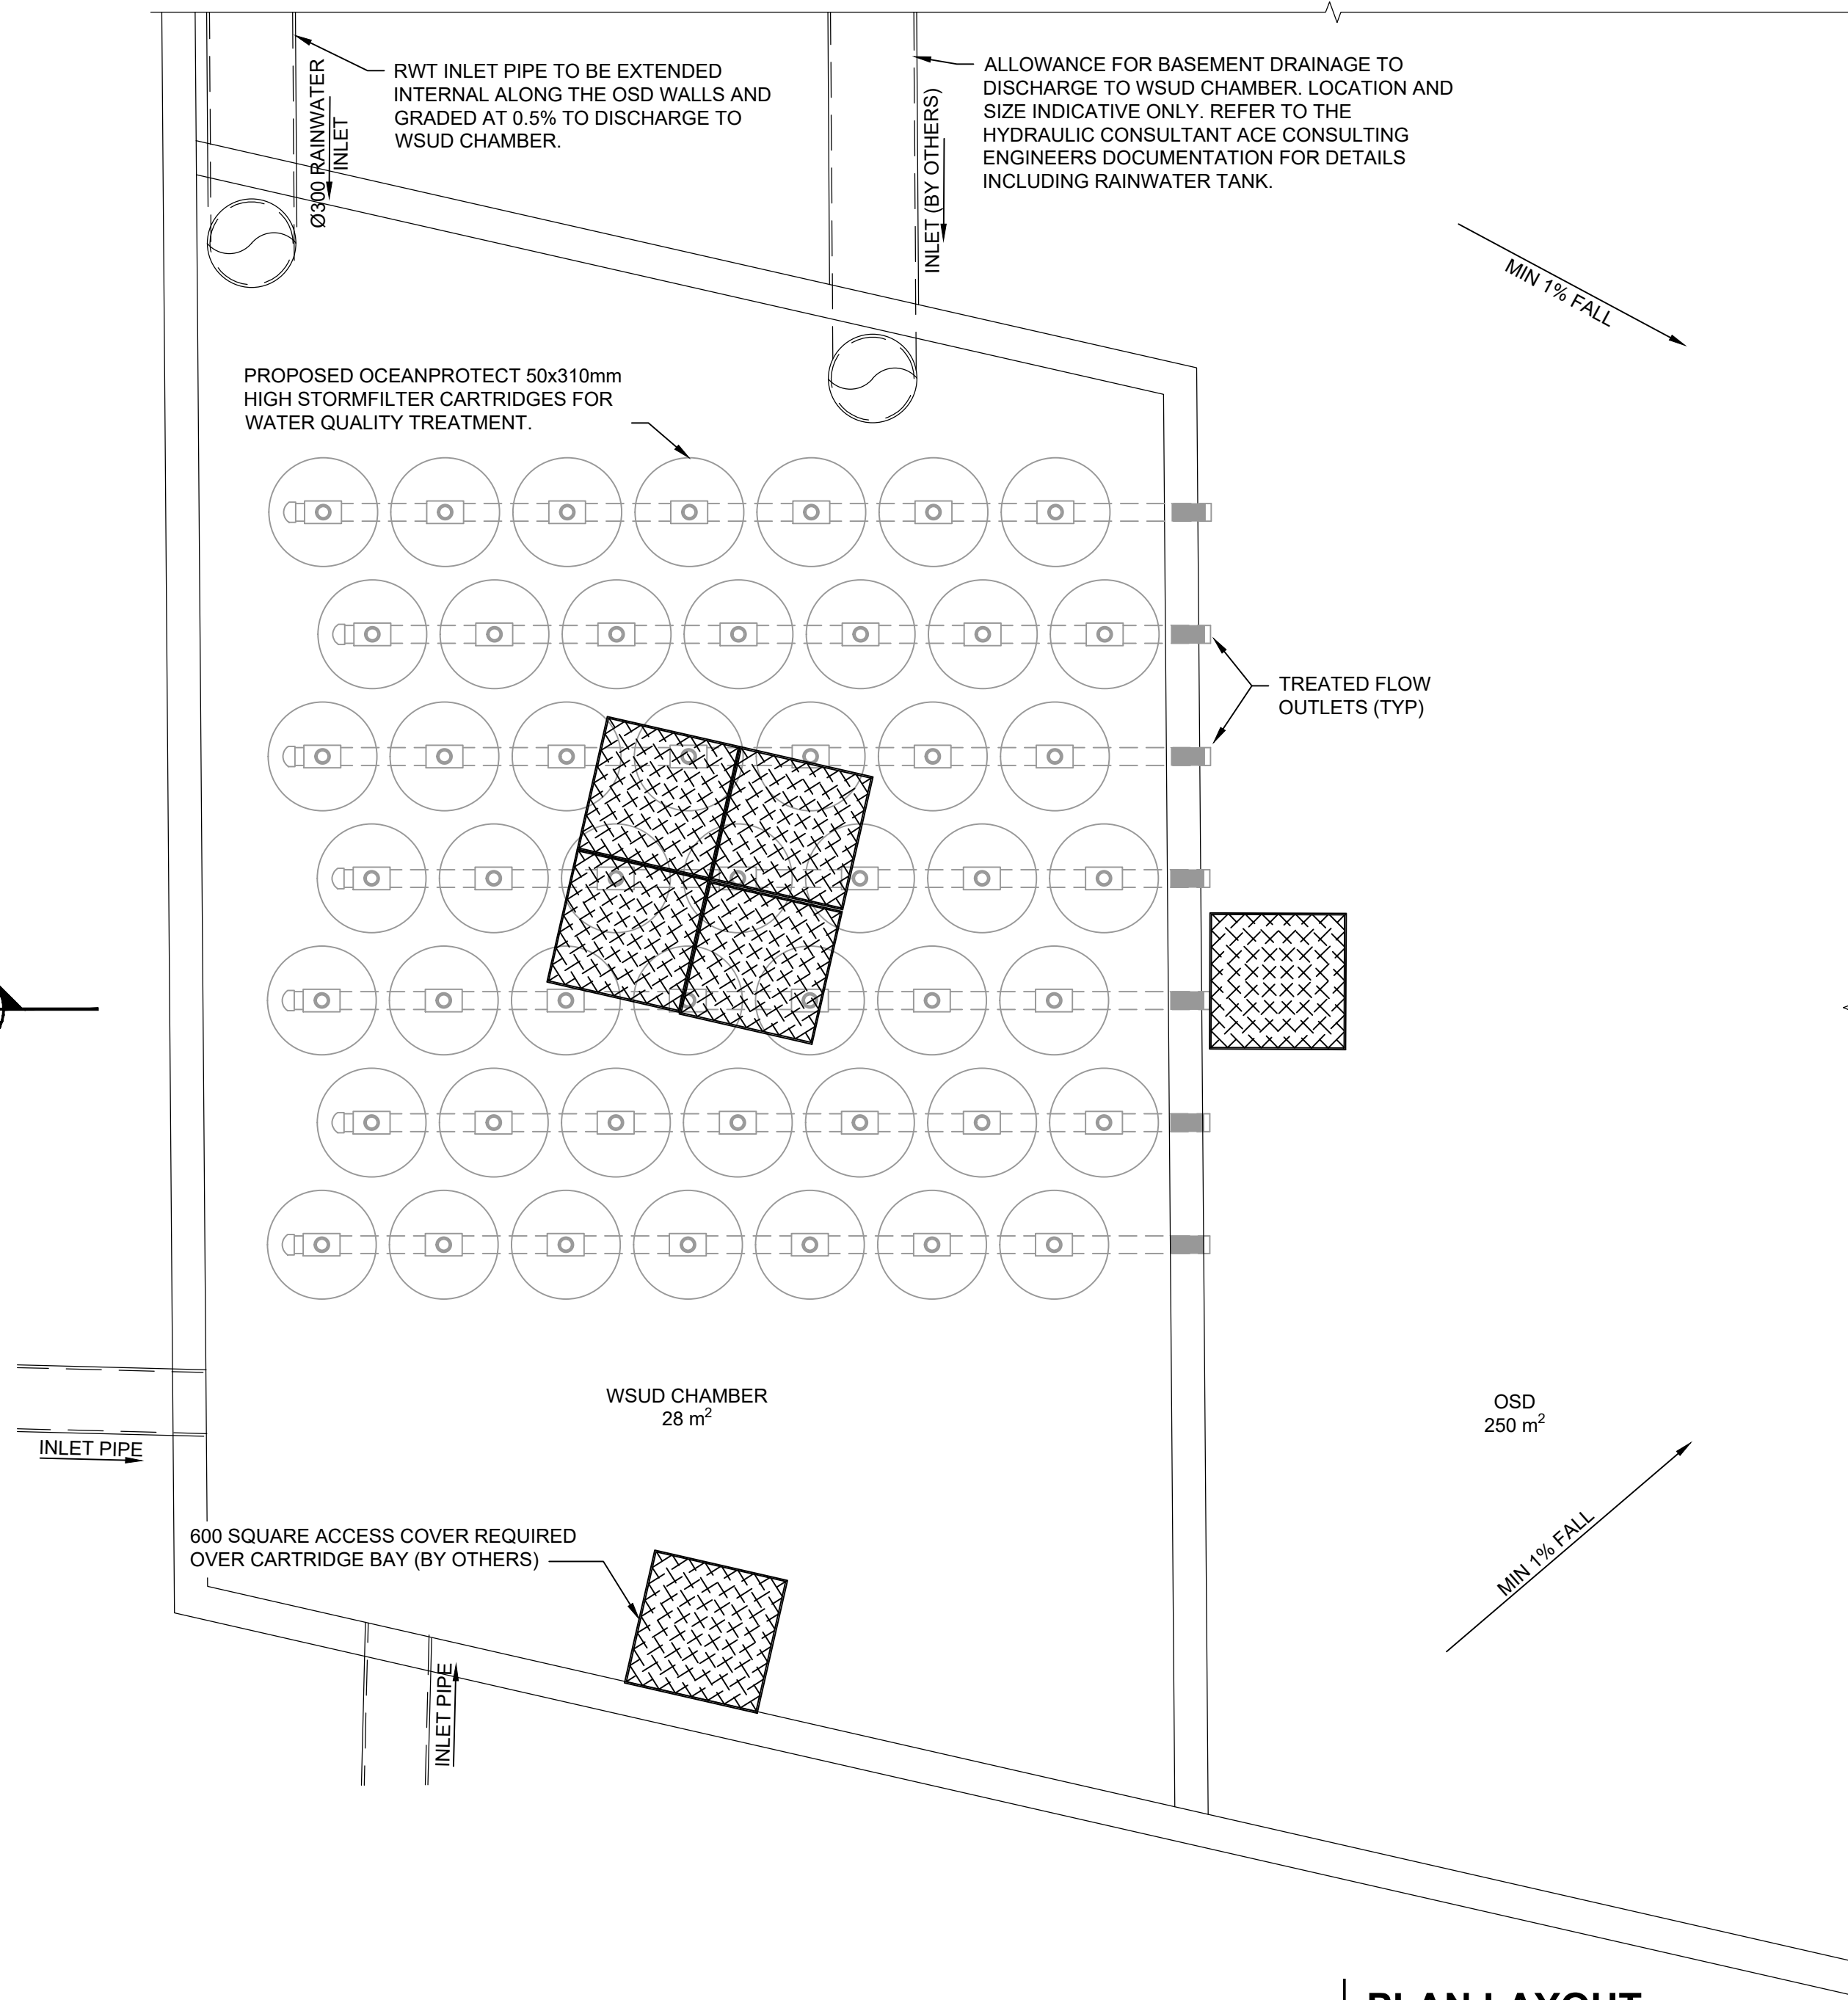 RWT INLET PIPE TO BE EXTENDED
INTERNAL ALONG THE OSD WALLS AND
GRADED AT 0.5% TO DISCHARGE TO
WSUD CHAMBER.
Ø300 RAINWATER
INLET
ALLOWANCE FOR BASEMENT DRAINAGE TO
DISCHARGE TO WSUD CHAMBER. LOCATION AND
SIZE INDICATIVE ONLY. REFER TO THE
HYDRAULIC CONSULTANT ACE CONSULTING
ENGINEERS DOCUMENTATION FOR DETAILS
INCLUDING RAINWATER TANK.
INLET (BY OTHERS)
MIN 1% FALL
PROPOSED OCEANPROTECT 50x310mm
HIGH STORMFILTER CARTRIDGES FOR
WATER QUALITY TREATMENT.
TREATED FLOW
OUTLETS (TYP)
WSUD CHAMBER
28 m²
OSD
250 m²
INLET PIPE
600 SQUARE ACCESS COVER REQUIRED
OVER CARTRIDGE BAY (BY OTHERS)
MIN 1% FALL
INLET PIPE
PLAN LAYOUT